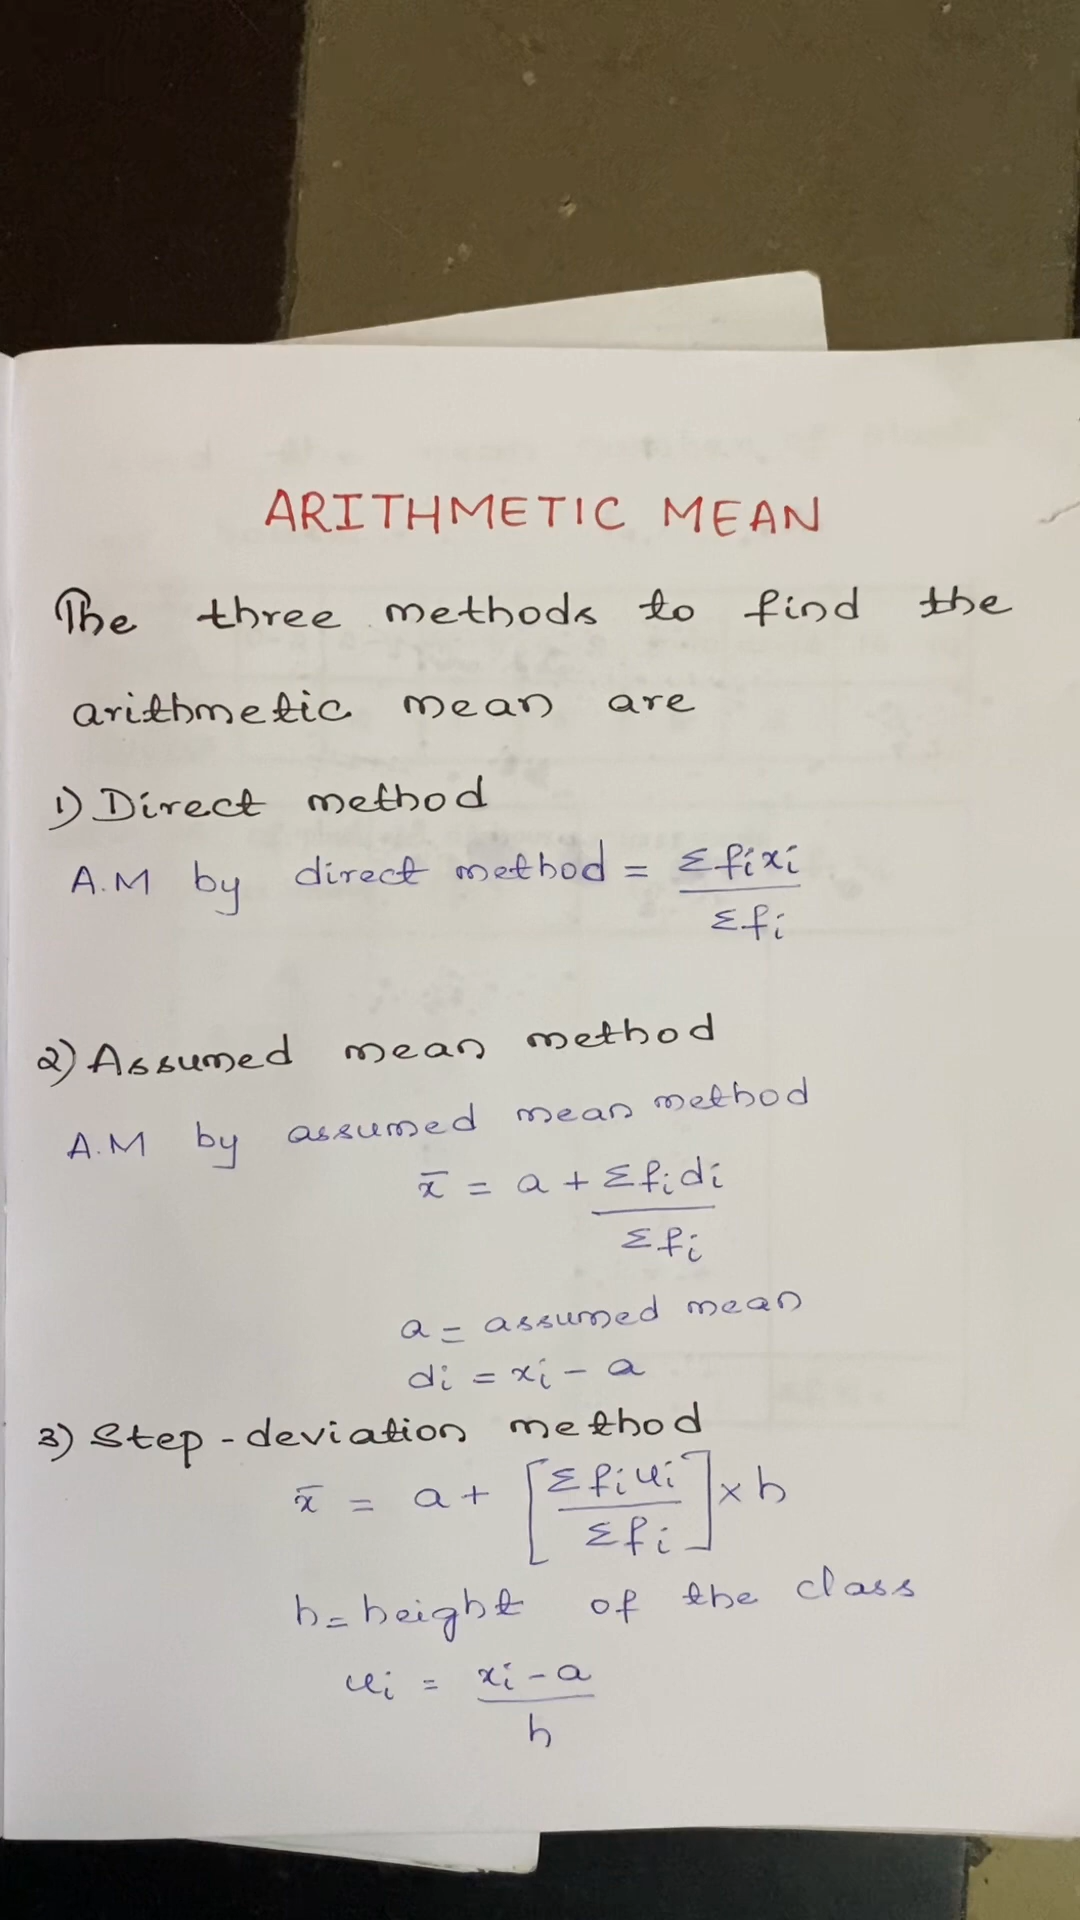 ARITHMETIC MEAN
The three methods to find the
arithmetic mean are
1) Direct method
A.M by direct method = Σfixi
Σfi
2) Assumed mean method
A.M by assumed mean method
x̄ = a + Σfidi
Σfi
a = assumed mean
di = xi - a
3) Step-deviation method
x̄ = a + [Σfiui] × h
Σfi
h = height of the class
ui = xi - a
h